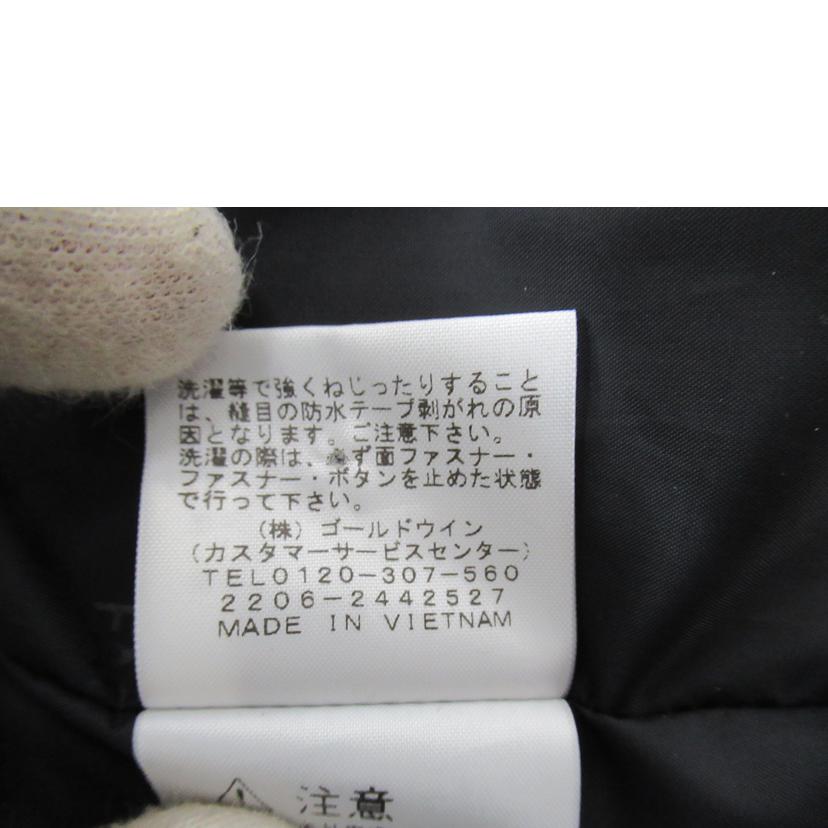 洗濯等で強くねじったりすること
は、縫目の防水テープ剥がれの原
因となります。ご注意下さい。
洗濯の際は、必ず面ファスナー・
ファスナー・ボタンを止めた状態
で行って下さい。
(株)ゴールドウイン
(カスタマーサービスセンター)
TEL0120-307-560
2206-2442527
MADE IN VIETNAM
注意